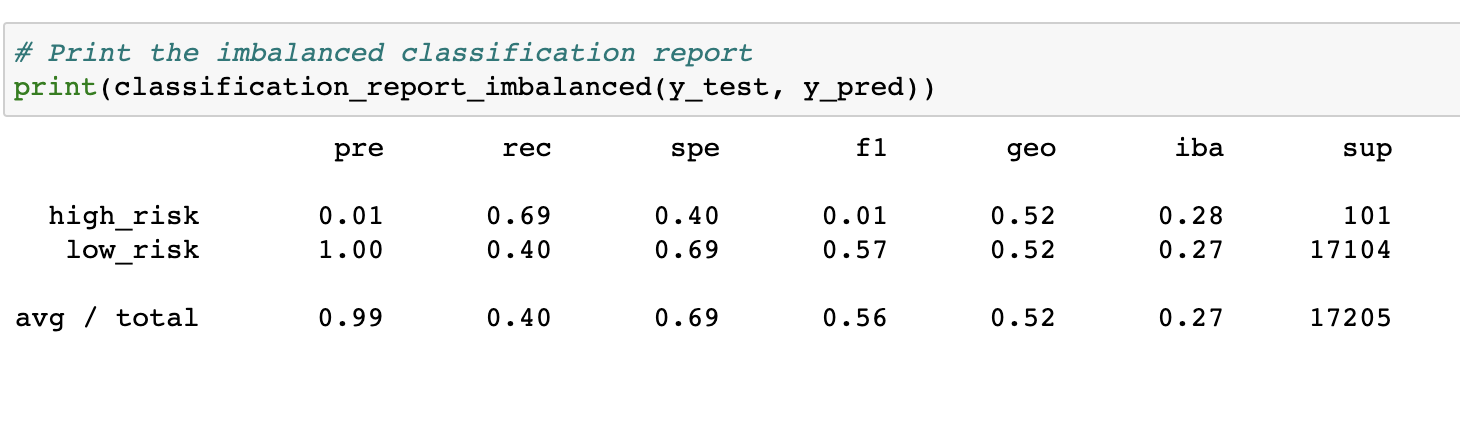 # Print the imbalanced classification report
print(classification_report_imbalanced(y_test, y_pred))
pre rec spe f1 geo iba sup
high_risk 0.01 0.69 0.40 0.01 0.52 0.28 101
low_risk 1.00 0.40 0.69 0.57 0.52 0.27 17104
avg / total 0.99 0.40 0.69 0.56 0.52 0.27 17205